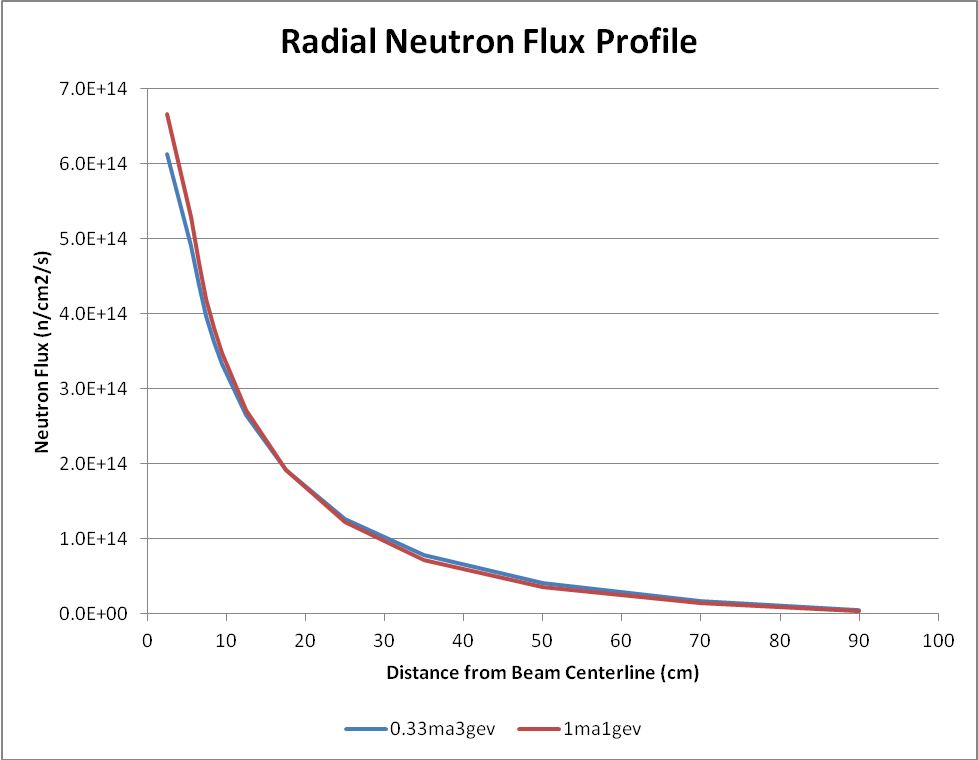 Radial Neutron Flux Profile
7.0E+14
6.0E+14
5.0E+14
4.0E+14
3.0E+14
2.0E+14
1.0E+14
0.0E+00
Neutron Flux (n/cm2/s)
0 10 20 30 40 50 60 70 80 90 100
Distance from Beam Centerline (cm)
0.33ma3gev 1ma1gev